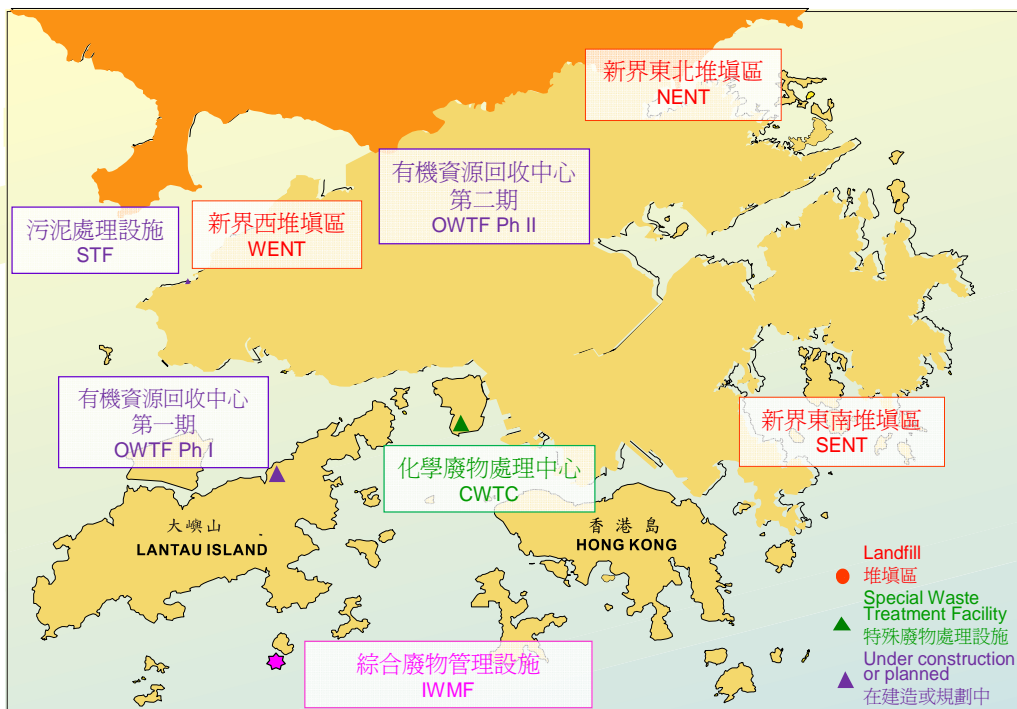 新界東北堆塡區
NENT
有機資源回收中心
第二期
OWTF Ph II
污泥處理設施
STF
新界西堆塡區
WENT
有機資源回收中心
第一期
OWTF Ph I
新界東南堆塡區
SENT
化學廢物處理中心
CWTC
大嶼山
LANTAU ISLAND
香港島
HONG KONG
綜合廢物管理設施
IWMF
Landfill
堆塡區
Special Waste
Treatment Facility
特殊廢物處理設施
Under construction
or planned
在建造或規劃中